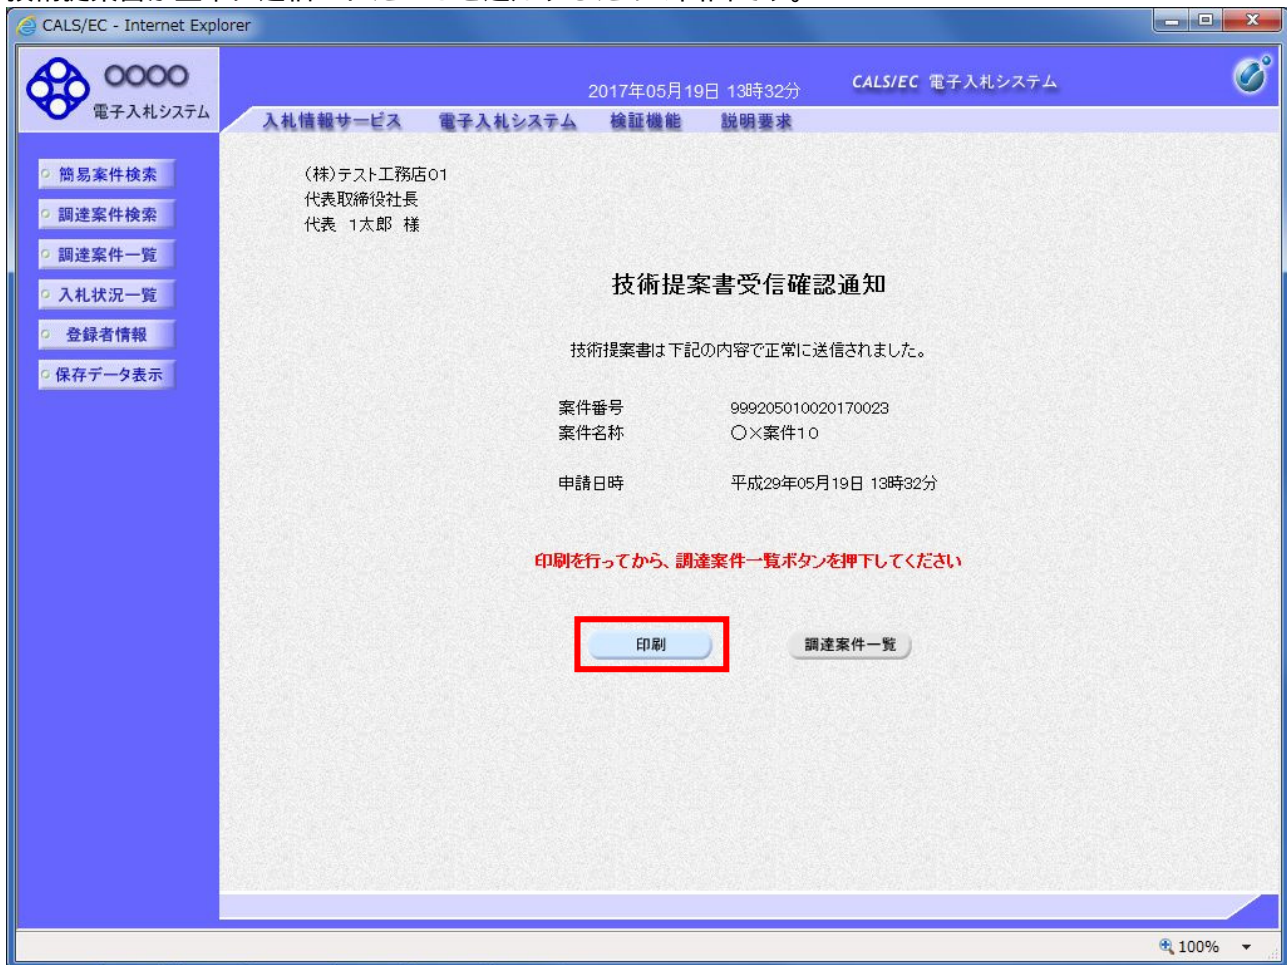 CALS/EC - Internet Explorer
OOOO
電子入札システム
2017年05月19日 13時32分
CALS/EC 電子入札システム
入札情報サービス 電子入札システム 検証機能 説明要求
簡易案件検索
調達案件検索
調達案件一覧
入札状況一覧
登録者情報
保存データ表示
(株)テスト工務店01
代表取締役社長
代表 1太郎 様
技術提案書受信確認通知
技術提案書は下記の内容で正常に送信されました。
案件番号 999205010020170023
案件名称 〇×案件10
申請日時 平成29年05月19日 13時32分
印刷を行ってから、調達案件一覧ボタンを押下してください
印刷
調達案件一覧
100%